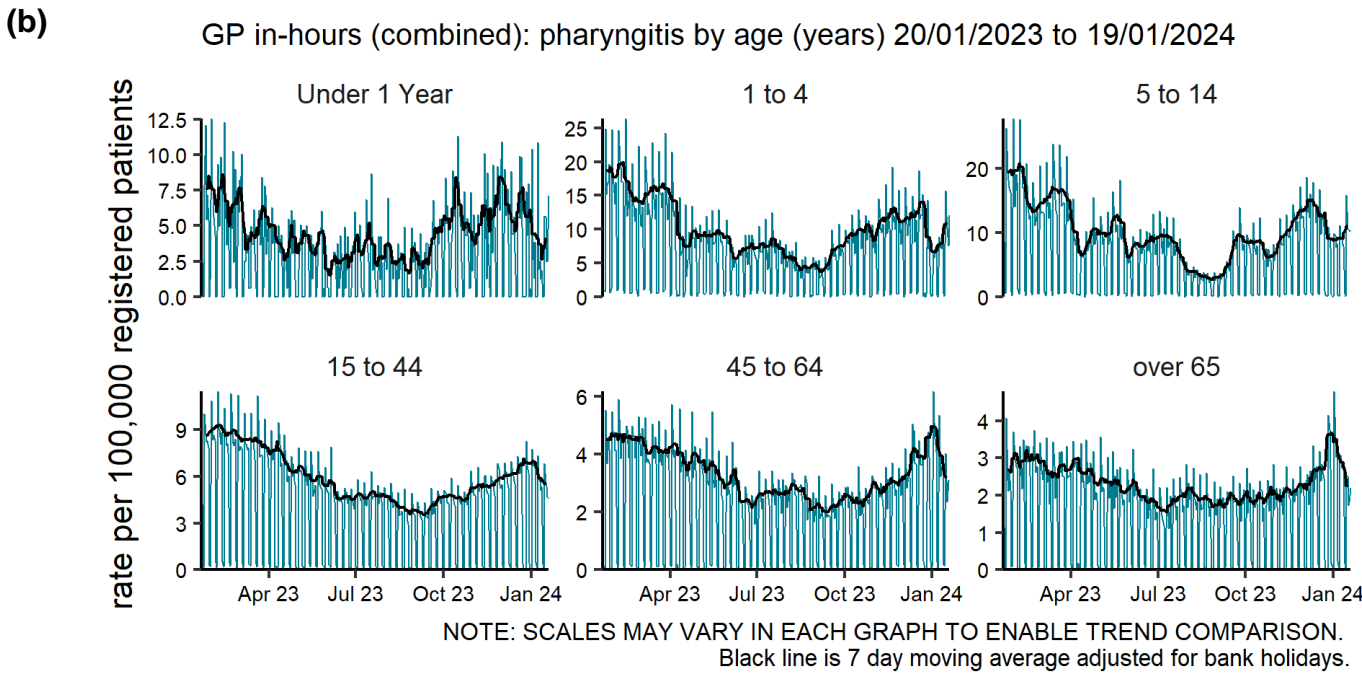 (b)
GP in-hours (combined): pharyngitis by age (years) 20/01/2023 to 19/01/2024
rate per 100,000 registered patients
Under 1 Year
12.5
10.0
7.5
5.0
2.5
0.0
1 to 4
25
20
15
10
5
0
5 to 14
20
10
0
15 to 44
9
6
3
0
Apr 23 Jul 23 Oct 23 Jan 24
45 to 64
6
4
2
0
Apr 23 Jul 23 Oct 23 Jan 24
over 65
4
3
2
1
0
Apr 23 Jul 23 Oct 23 Jan 24
NOTE: SCALES MAY VARY IN EACH GRAPH TO ENABLE TREND COMPARISON.
Black line is 7 day moving average adjusted for bank holidays.